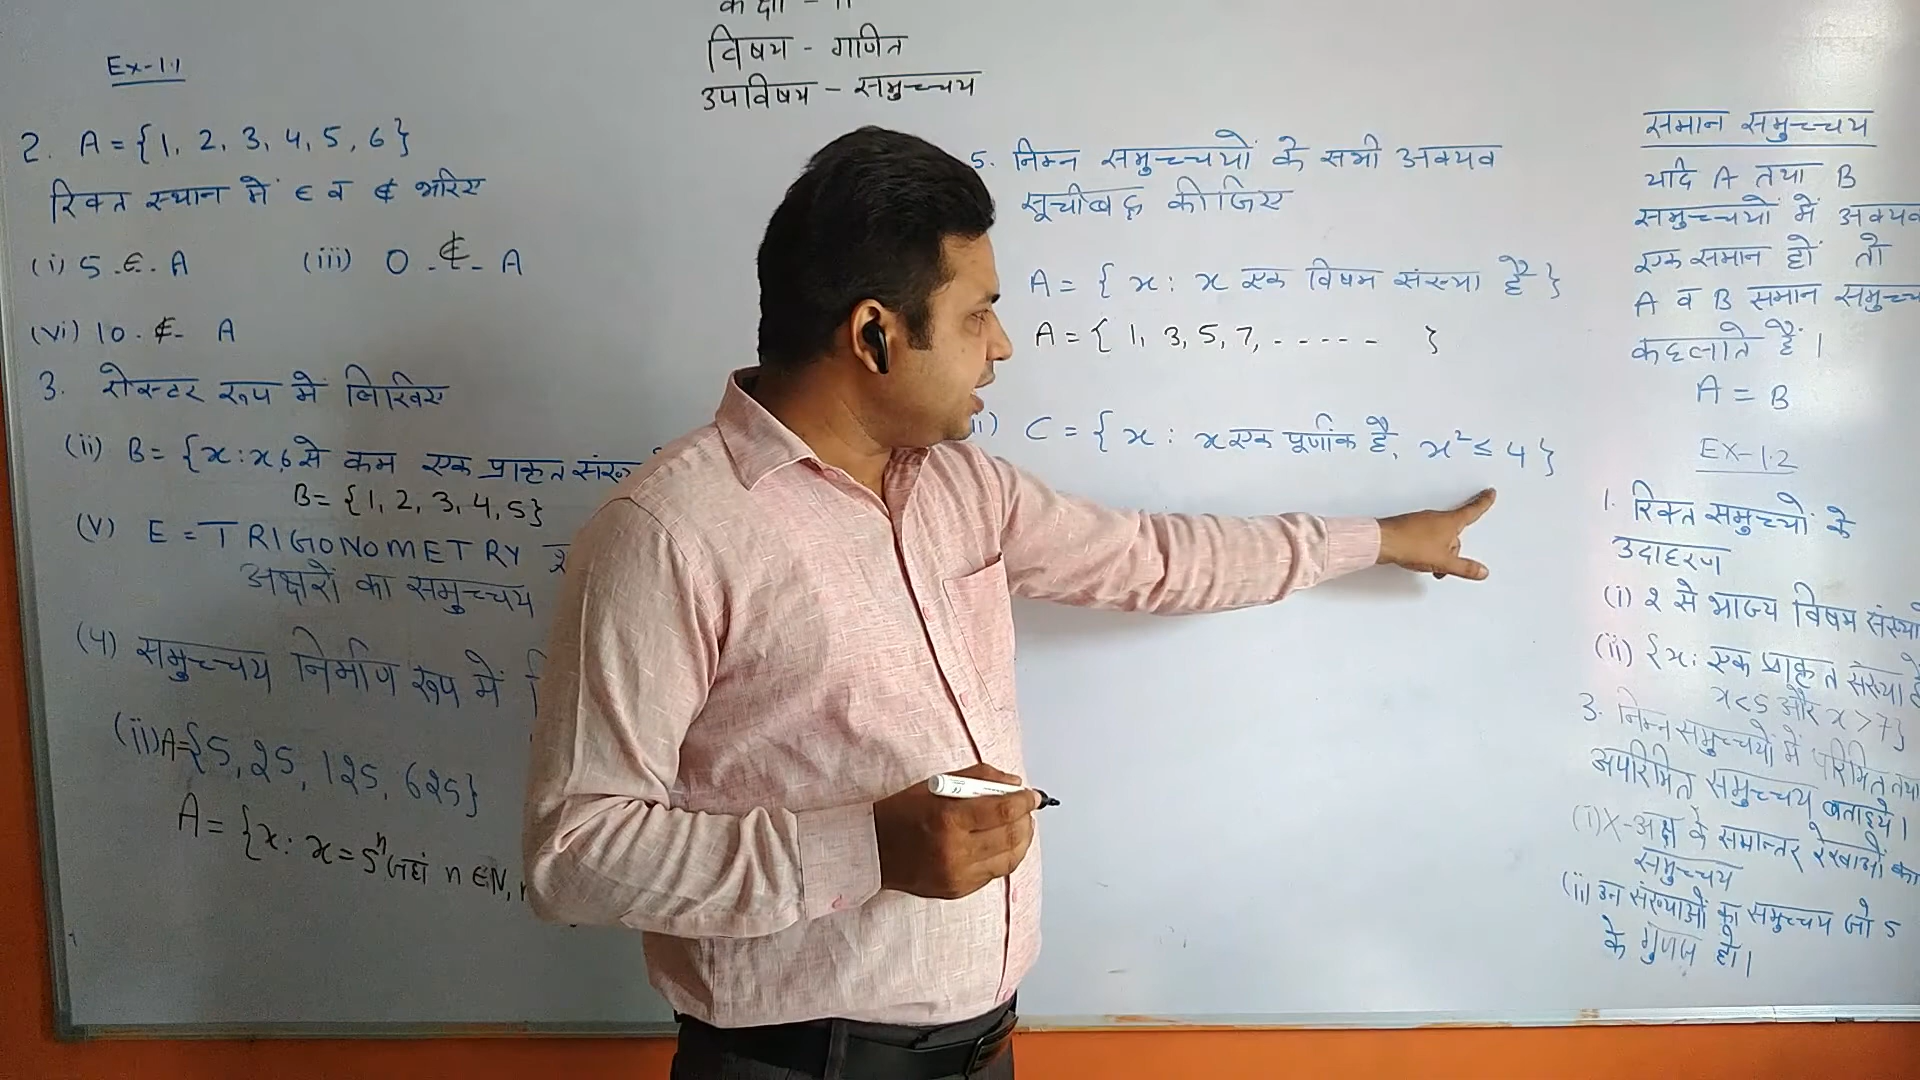 कक्षा - 11
विषय - गणित
उपविषय - समुच्चय
Ex-1.1
2. A = {1, 2, 3, 4, 5, 6}
रिक्त स्थान में ∈ व ∉ भरिए
(i) 5 -∈- A (iii) 0 -∉- A
(vi) 10 -∉- A
3. रोस्टर रूप में लिखिए
(ii) B = {x : x, 6 से कम एक प्राकृत
B = {1, 2, 3, 4, 5}
(v) E = TRIGONOMETRY
अक्षरों का समुच्चय
(4) समुच्चय निर्माण रूप में
(ii) A={5, 25, 125, 625}
A = {x : x = 5ⁿ जहां n ∈ N,
5. निम्न समुच्चयों के सभी अवयव
सूचीबद्ध कीजिए
A = { x : x एक विषम संख्या है }
A = { 1, 3, 5, 7, ----- }
C = { x : x एक पूर्णांक है, x² ≤ 4 }
समान समुच्चय
यदि A तथा B
समुच्चयों में अवयव
एक समान हों तो
A व B समान
कहलाते हैं।
A = B
EX-1.2
1. रिक्त समुच्यों के
उदाहरण
(i) 2 से भाज्य विषम संख्या
(ii) {x : एक प्राकृत संख्या है
x < 5 और x > 7}
3. निम्न समुच्चयों में परिमित तथा
अपरिमित समुच्चय बताइये।
(i) X-अक्ष के समान्तर रेखाओं का
समुच्चय
(ii) उन संख्याओं का समुच्चय जो 5
के गुणज हो।